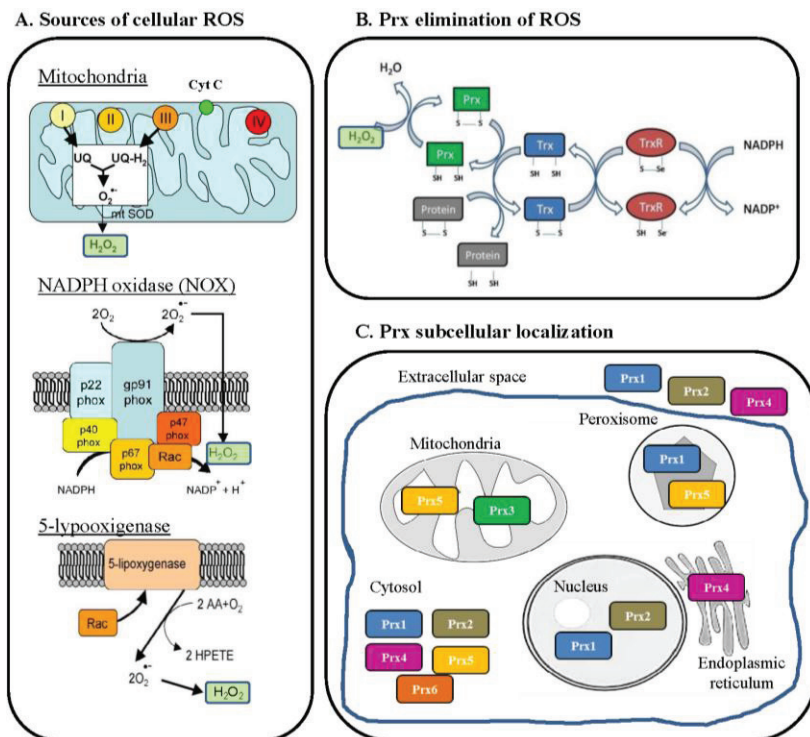 A. Sources of cellular ROS
Mitochondria
Cyt C
I
II
III
IV
UQ
UQ-H₂
O₂•-
mt SOD
H₂O₂
NADPH oxidase (NOX)
2O₂
2O₂•-
p22
phox
gp91
phox
p40
phox
p47
phox
p67
phox
Rac
H₂O₂
NADPH
NADP⁺ + H⁺
5-lypooxigenase
5-lipoxygenase
Rac
2 AA+O₂
2 HPETE
2O₂•-
H₂O₂
B. Prx elimination of ROS
H₂O
H₂O₂
Prx
S S
Prx
SH SH
Trx
SH SH
TrxR
S Se
NADPH
Protein
S S
Trx
S S
TrxR
SH Se
NADP⁺
Protein
SH SH
C. Prx subcellular localization
Extracellular space
Prx1
Prx2
Prx4
Peroxisome
Prx1
Prx5
Mitochondria
Prx5
Prx3
Cytosol
Prx1
Prx2
Prx4
Prx5
Prx6
Nucleus
Prx2
Prx1
Prx4
Endoplasmic
reticulum